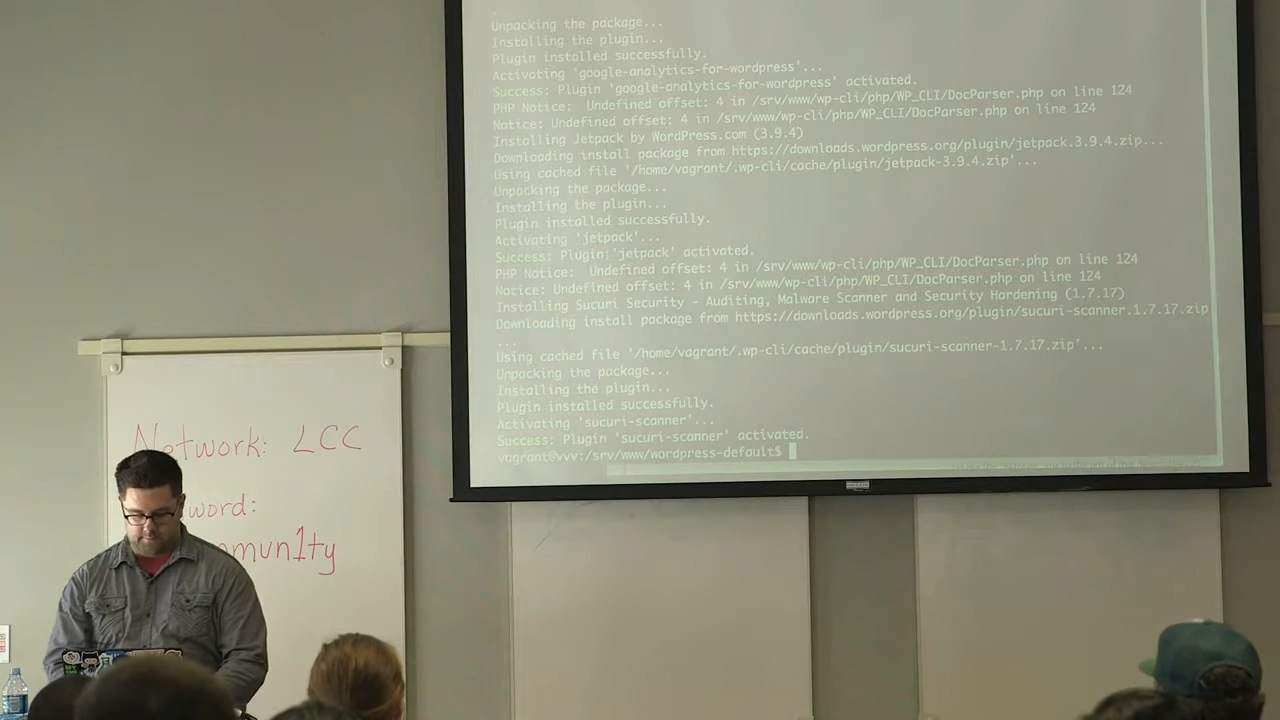 Unpacking the package...
Installing the plugin...
Plugin installed successfully.
Activating 'google-analytics-for-wordpress'...
Success: Plugin 'google-analytics-for-wordpress' activated.
PHP Notice:  Undefined offset: 4 in /srv/www/wp-cli/php/WP_CLI/DocParser.php on line 124
Notice: Undefined offset: 4 in /srv/www/wp-cli/php/WP_CLI/DocParser.php on line 124
Installing Jetpack by WordPress.com (3.9.4)
Downloading install package from https://downloads.wordpress.org/plugin/jetpack.3.9.4.zip...
Using cached file '/home/vagrant/.wp-cli/cache/plugin/jetpack-3.9.4.zip'...
Unpacking the package...
Installing the plugin...
Plugin installed successfully.
Activating 'jetpack'...
Success: Plugin 'jetpack' activated.
PHP Notice:  Undefined offset: 4 in /srv/www/wp-cli/php/WP_CLI/DocParser.php on line 124
Notice: Undefined offset: 4 in /srv/www/wp-cli/php/WP_CLI/DocParser.php on line 124
Installing Sucuri Security - Auditing, Malware Scanner and Security Hardening (1.7.17)
Downloading install package from https://downloads.wordpress.org/plugin/sucuri-scanner.1.7.17.zip
...
Using cached file '/home/vagrant/.wp-cli/cache/plugin/sucuri-scanner-1.7.17.zip'...
Unpacking the package...
Installing the plugin...
Plugin installed successfully.
Activating 'sucuri-scanner'...
Success: Plugin 'sucuri-scanner' activated.
vagrant@vvv:/srv/www/wordpress-default$
Network: LCC
word:
mmun1ty